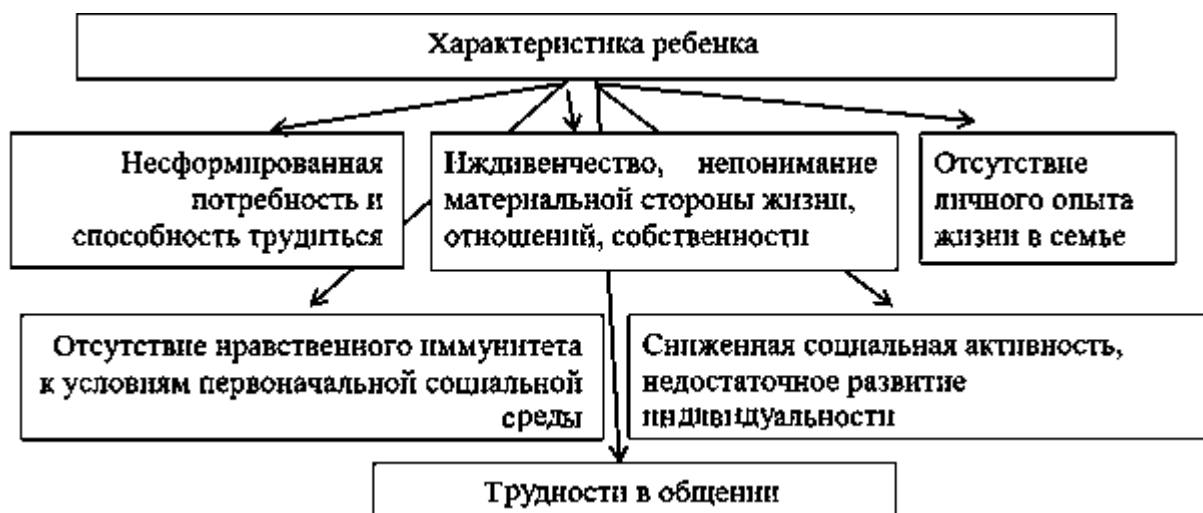 Характеристика ребенка
Несформированная
потребность и
способность трудиться
Иждивенчество, непонимание
материальной стороны жизни,
отношений, собственности
Отсутствие
личного опыта
жизни в семье
Отсутствие нравственного иммунитета
к условиям первоначальной социальной
среды
Сниженная социальная активность,
недостаточное развитие
индивидуальности
Трудности в общении